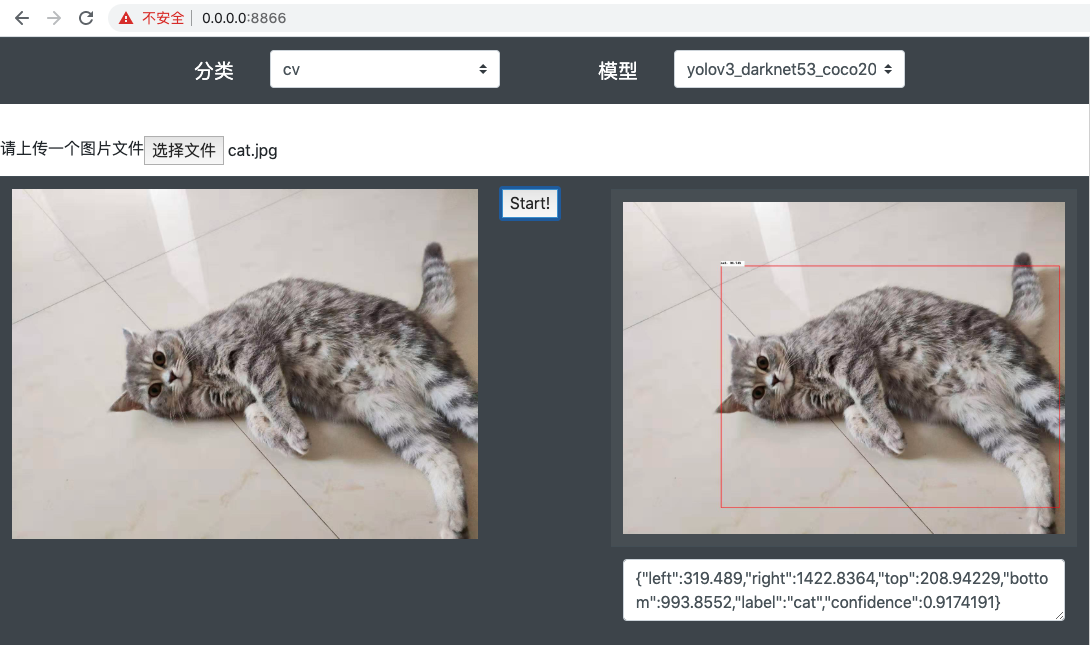 不安全 0.0.0.0:8866
分类 cv 模型 yolov3_darknet53_coco20
请上传一个图片文件 选择文件 cat.jpg
Start!
{"left":319.489,"right":1422.8364,"top":208.94229,"botto
m":993.8552,"label":"cat","confidence":0.9174191}